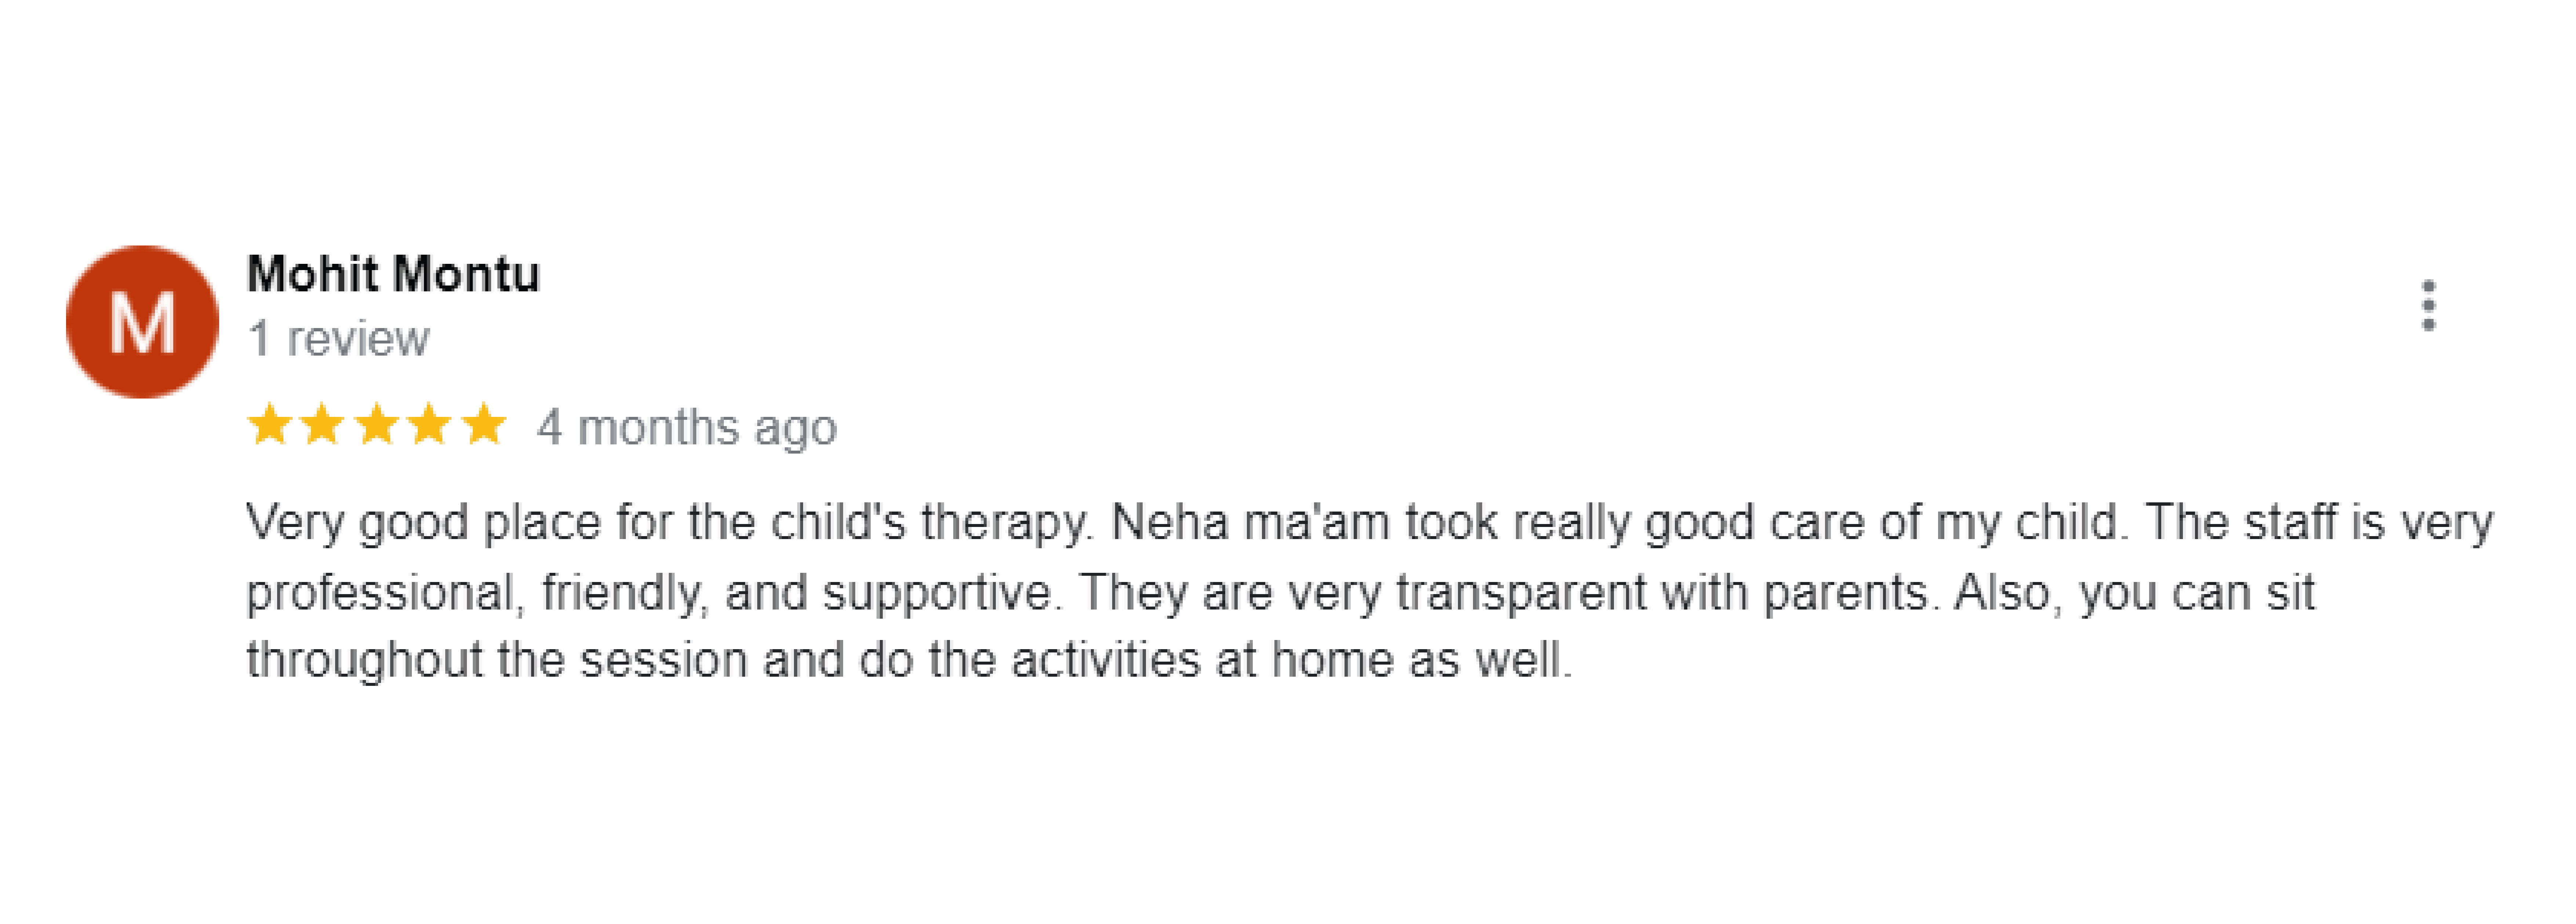 M
Mohit Montu
1 review
4 months ago
Very good place for the child's therapy. Neha ma'am took really good care of my child. The staff is very
professional, friendly, and supportive. They are very transparent with parents. Also, you can sit
throughout the session and do the activities at home as well.